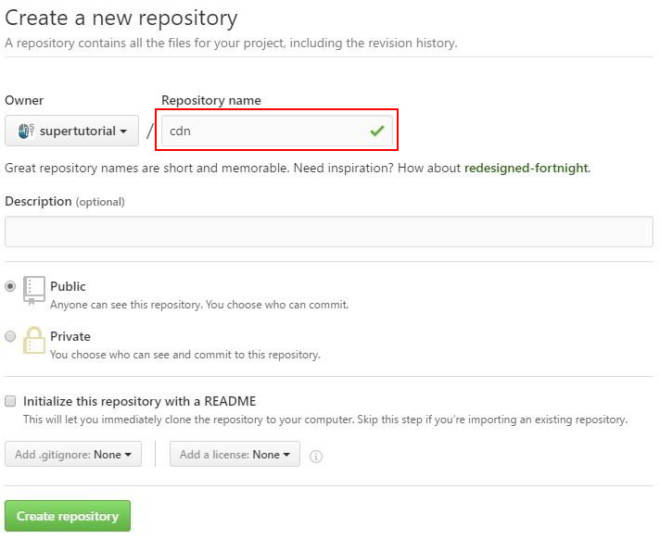 Create a new repository
A repository contains all the files for your project, including the revision history.
Owner
Repository name
supertutorial
/
cdn
Great repository names are short and memorable. Need inspiration? How about redesigned-fortnight.
Description (optional)
Public
Anyone can see this repository. You choose who can commit.
Private
You choose who can see and commit to this repository.
Initialize this repository with a README
This will let you immediately clone the repository to your computer. Skip this step if you're importing an existing repository.
Add .gitignore: None
Add a license: None
Create repository